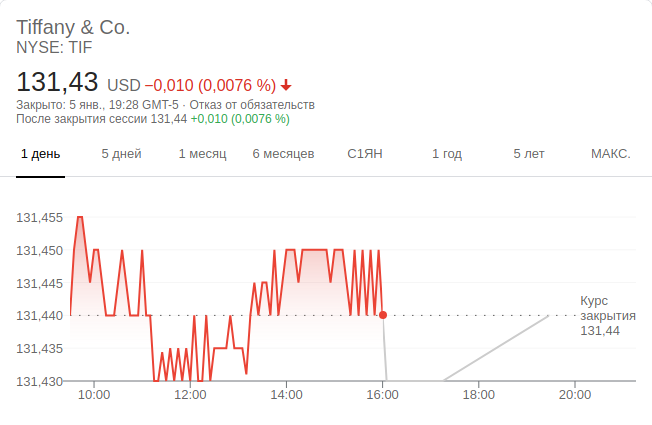 Tiffany & Co.
NYSE: TIF
131,43 USD −0,010 (0,0076 %)
Закрыто: 5 янв., 19:28 GMT-5 · Отказ от обязательств
После закрытия сессии 131,44 +0,010 (0,0076 %)
1 день 5 дней 1 месяц 6 месяцев С1ЯН 1 год 5 лет МАКС.
131,455
131,450
131,445
131,440
131,435
131,430
Курс
закрытия
131,44
10:00 12:00 14:00 16:00 18:00 20:00